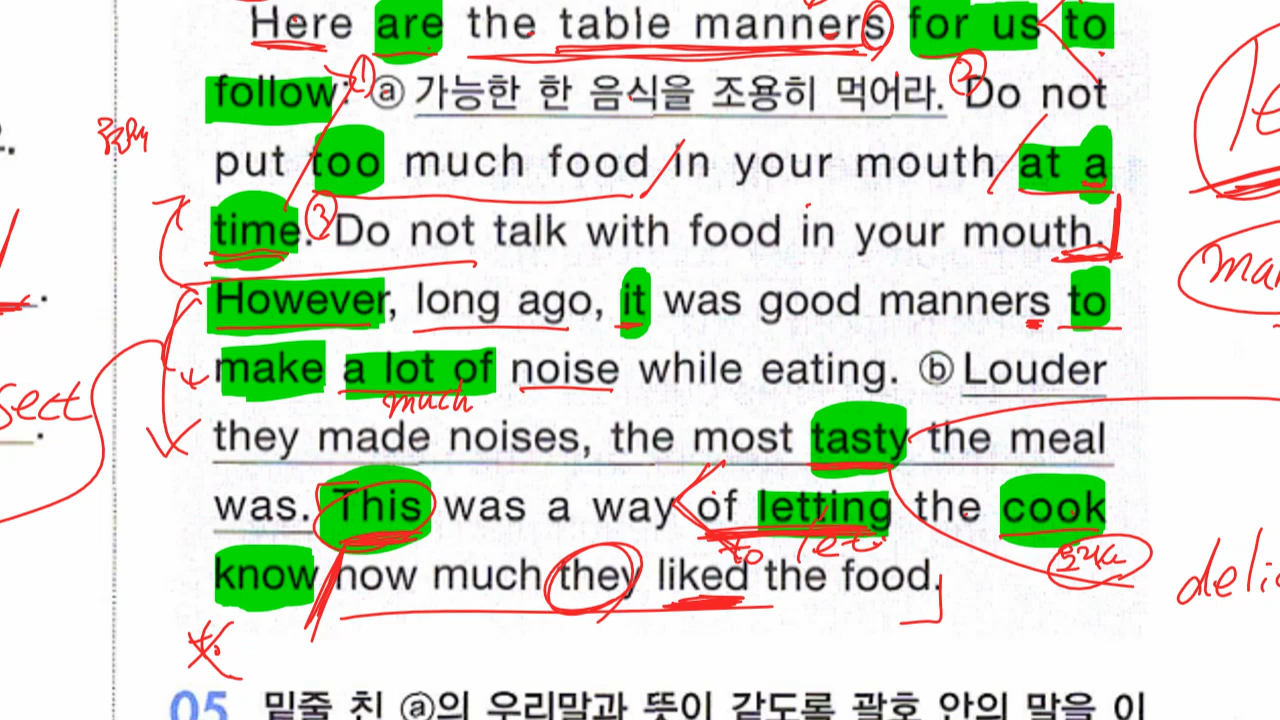 Here are the table manners for us to
follow: ⓐ 가능한 한 음식을 조용히 먹어라. Do not
put too much food in your mouth at a
time. Do not talk with food in your mouth.
However, long ago, it was good manners to
make a lot of noise while eating. ⓑ Louder
much
they made noises, the most tasty the meal
was. This was a way of letting the cook
to let
know how much they liked the food.
05 밑줄 친 ⓐ의 우리말과 뜻이 같도록 괄호 안의 말을 이
① ② ③